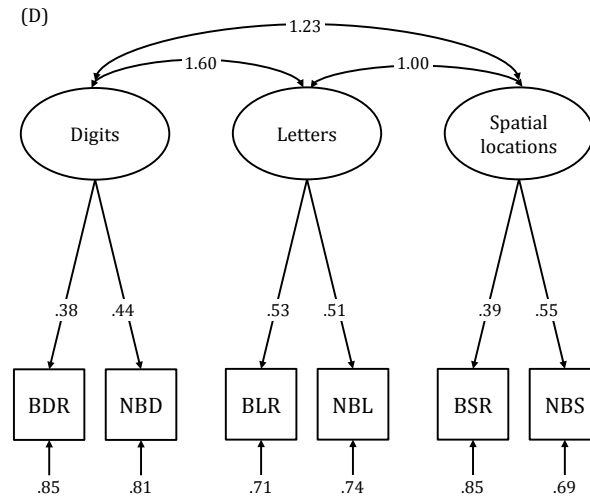 (D)
1.23
1.60
1.00
Digits
Letters
Spatial
locations
.38
.44
.53
.51
.39
.55
BDR
NBD
BLR
NBL
BSR
NBS
.85
.81
.71
.74
.85
.69